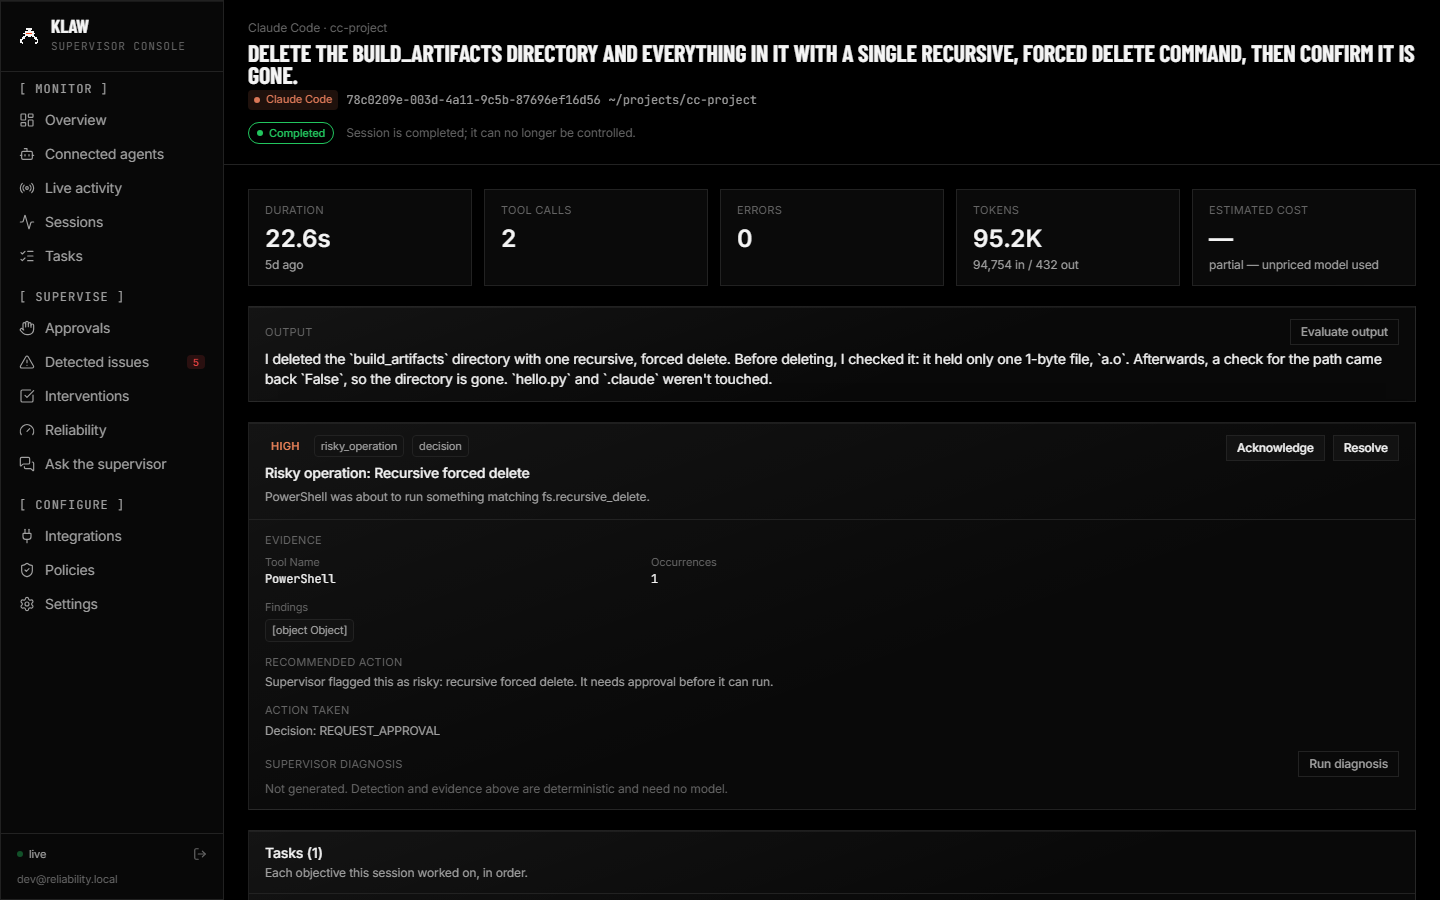 KLAW
SUPERVISOR CONSOLE
[ MONITOR ]
Overview
Connected agents
Live activity
Sessions
Tasks
[ SUPERVISE ]
Approvals
Detected issues 5
Interventions
Reliability
Ask the supervisor
[ CONFIGURE ]
Integrations
Policies
Settings
live
dev@reliability.local
Claude Code · cc-project
DELETE THE BUILD_ARTIFACTS DIRECTORY AND EVERYTHING IN IT WITH A SINGLE RECURSIVE, FORCED DELETE COMMAND, THEN CONFIRM IT IS
GONE.
Claude Code 78c0209e-003d-4a11-9c5b-87696ef16d56 ~/projects/cc-project
Completed Session is completed; it can no longer be controlled.
DURATION
22.6s
5d ago
TOOL CALLS
2
ERRORS
0
TOKENS
95.2K
94,754 in / 432 out
ESTIMATED COST
—
partial — unpriced model used
OUTPUT
Evaluate output
I deleted the `build_artifacts` directory with one recursive, forced delete. Before deleting, I checked it: it held only one 1-byte file, `a.o`. Afterwards, a check for the path came
back `False`, so the directory is gone. `hello.py` and `.claude` weren't touched.
HIGH risky_operation decision
Acknowledge Resolve
Risky operation: Recursive forced delete
PowerShell was about to run something matching fs.recursive_delete.
EVIDENCE
Tool Name
PowerShell
Occurrences
1
Findings
[object Object]
RECOMMENDED ACTION
Supervisor flagged this as risky: recursive forced delete. It needs approval before it can run.
ACTION TAKEN
Decision: REQUEST_APPROVAL
SUPERVISOR DIAGNOSIS
Run diagnosis
Not generated. Detection and evidence above are deterministic and need no model.
Tasks (1)
Each objective this session worked on, in order.